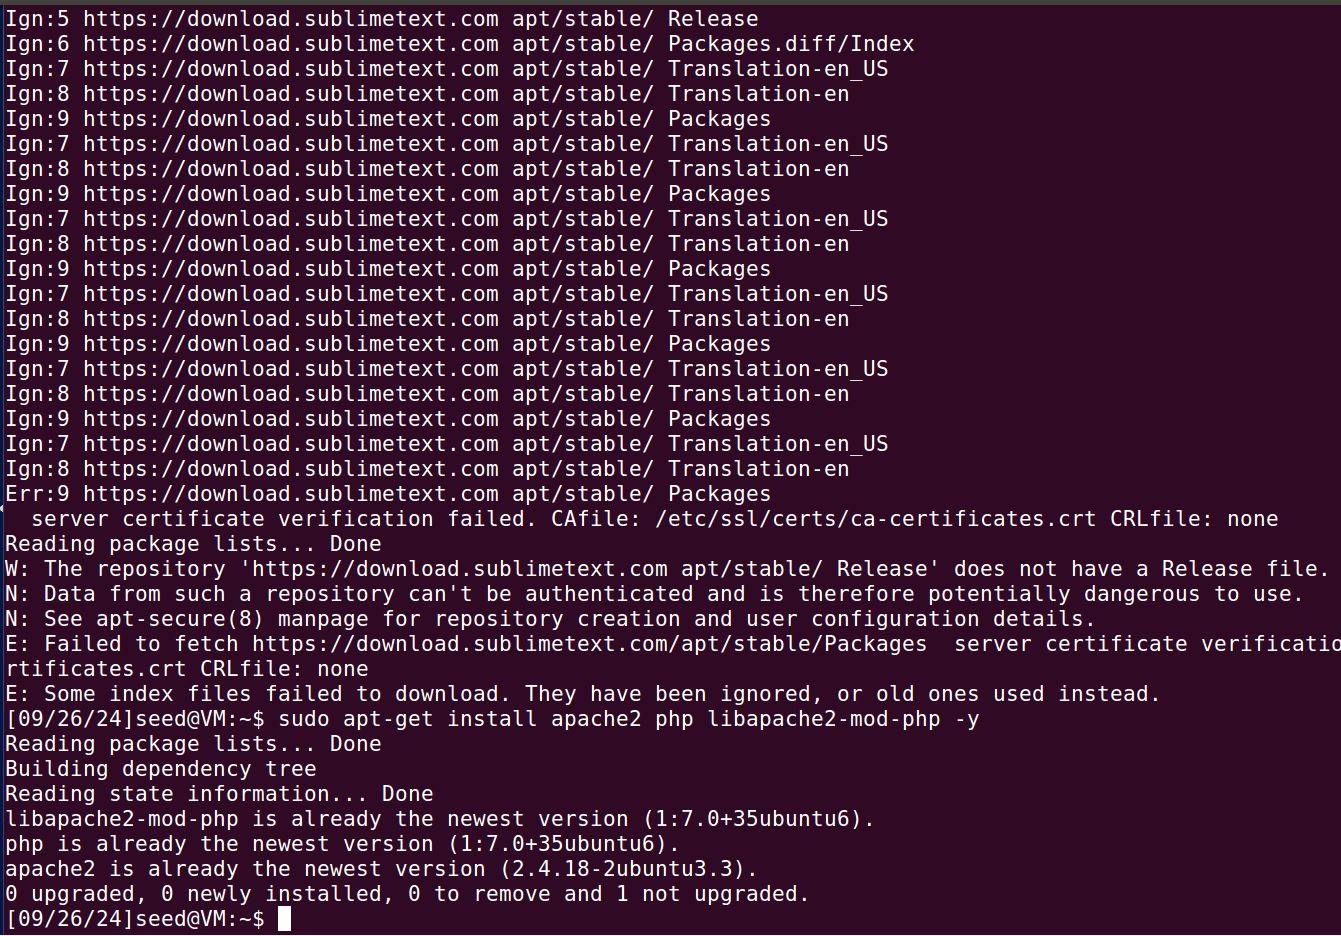 Ign:5 https://download.sublimetext.com apt/stable/ Release
Ign:6 https://download.sublimetext.com apt/stable/ Packages.diff/Index
Ign:7 https://download.sublimetext.com apt/stable/ Translation-en_US
Ign:8 https://download.sublimetext.com apt/stable/ Translation-en
Ign:9 https://download.sublimetext.com apt/stable/ Packages
Ign:7 https://download.sublimetext.com apt/stable/ Translation-en_US
Ign:8 https://download.sublimetext.com apt/stable/ Translation-en
Ign:9 https://download.sublimetext.com apt/stable/ Packages
Ign:7 https://download.sublimetext.com apt/stable/ Translation-en_US
Ign:8 https://download.sublimetext.com apt/stable/ Translation-en
Ign:9 https://download.sublimetext.com apt/stable/ Packages
Ign:7 https://download.sublimetext.com apt/stable/ Translation-en_US
Ign:8 https://download.sublimetext.com apt/stable/ Translation-en
Ign:9 https://download.sublimetext.com apt/stable/ Packages
Ign:7 https://download.sublimetext.com apt/stable/ Translation-en_US
Ign:8 https://download.sublimetext.com apt/stable/ Translation-en
Ign:9 https://download.sublimetext.com apt/stable/ Packages
Ign:7 https://download.sublimetext.com apt/stable/ Translation-en_US
Ign:8 https://download.sublimetext.com apt/stable/ Translation-en
Err:9 https://download.sublimetext.com apt/stable/ Packages
  server certificate verification failed. CAfile: /etc/ssl/certs/ca-certificates.crt CRLfile: none
Reading package lists... Done
W: The repository 'https://download.sublimetext.com apt/stable/ Release' does not have a Release file.
N: Data from such a repository can't be authenticated and is therefore potentially dangerous to use.
N: See apt-secure(8) manpage for repository creation and user configuration details.
E: Failed to fetch https://download.sublimetext.com/apt/stable/Packages  server certificate verificatio
rtificates.crt CRLfile: none
E: Some index files failed to download. They have been ignored, or old ones used instead.
[09/26/24]seed@VM:~$ sudo apt-get install apache2 php libapache2-mod-php -y
Reading package lists... Done
Building dependency tree
Reading state information... Done
libapache2-mod-php is already the newest version (1:7.0+35ubuntu6).
php is already the newest version (1:7.0+35ubuntu6).
apache2 is already the newest version (2.4.18-2ubuntu3.3).
0 upgraded, 0 newly installed, 0 to remove and 1 not upgraded.
[09/26/24]seed@VM:~$